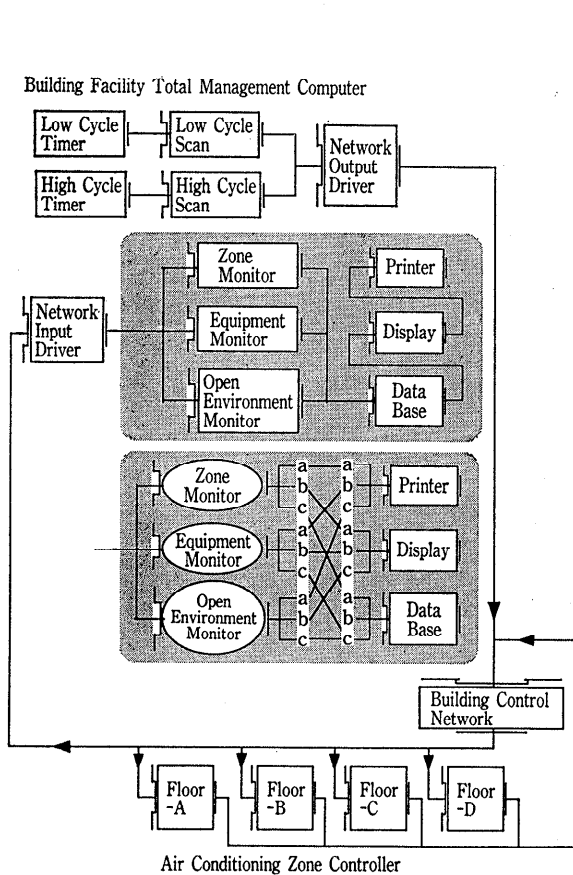 Building Facility Total Management Computer
Low Cycle
Timer
Low Cycle
Scan
High Cycle
Timer
High Cycle
Scan
Network
Output
Driver
Network
Input
Driver
Zone
Monitor
Equipment
Monitor
Open
Environment
Monitor
Printer
Display
Data
Base
Zone
Monitor
Equipment
Monitor
Open
Environment
Monitor
a
b
c
a
b
c
a
b
c
a
b
c
a
b
c
a
b
c
Printer
Display
Data
Base
Building Control
Network
Floor
-A
Floor
-B
Floor
-C
Floor
-D
Air Conditioning Zone Controller